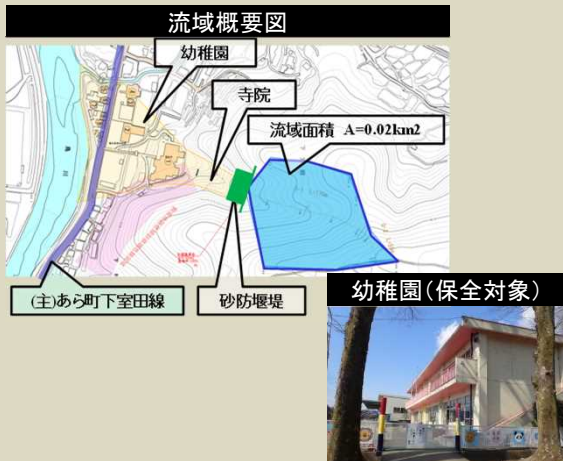 流域概要図
幼稚園
寺院
流域面積 A=0.02km2
(主)あら町下室田線
砂防堰堤
幼稚園(保全対象)